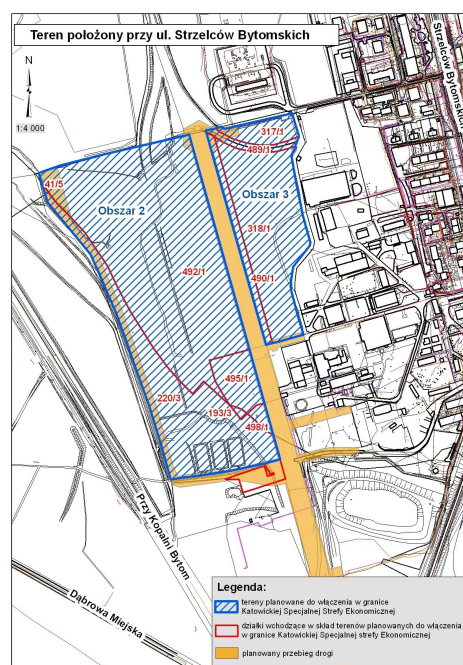 Teren położony przy ul. Strzelców Bytomskich
Strzelców Bytomskich
N
1:4 000
317/1
489/1
41/5
Obszar 2
Obszar 3
318/1
492/1
490/1
495/1
220/3
193/3
498/1
Przy Kopalni Bytom
Dąbrowa Miejska
Legenda:
tereny planowane do włączenia w granice
Katowickiej Specjalnej Strefy Ekonomicznej
działki wchodzące w skład terenów planowanych do włączenia
w granice Katowickiej Specjalnej strefy Ekonomicznej
planowany przebieg drogi